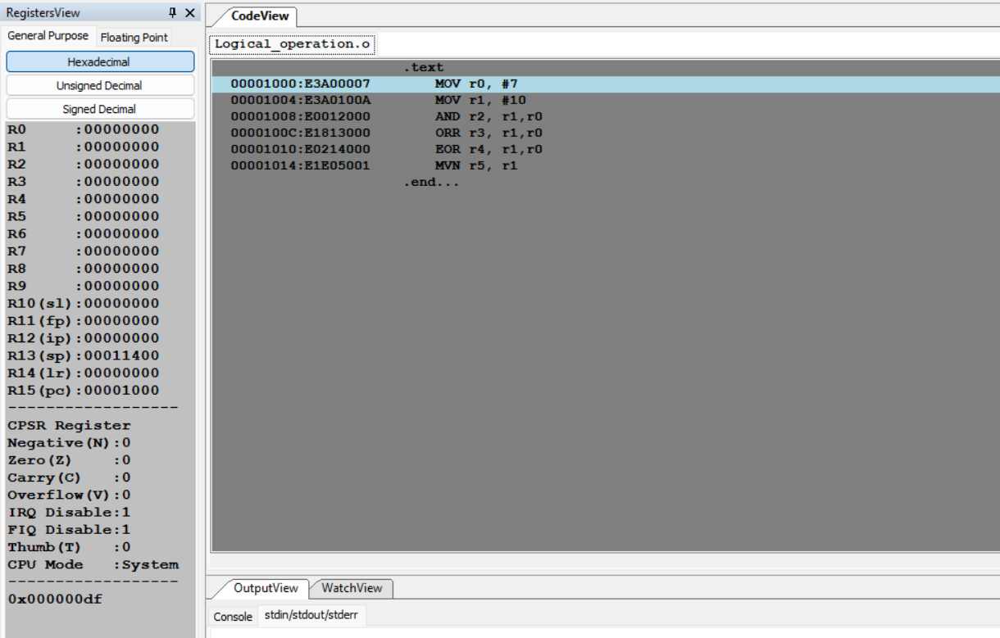 RegistersView
General Purpose Floating Point
Hexadecimal
Unsigned Decimal
Signed Decimal
R0 :00000000
R1 :00000000
R2 :00000000
R3 :00000000
R4 :00000000
R5 :00000000
R6 :00000000
R7 :00000000
R8 :00000000
R9 :00000000
R10(sl):00000000
R11(fp):00000000
R12(ip):00000000
R13(sp):00011400
R14(lr):00000000
R15(pc):00001000
------------------
CPSR Register
Negative(N):0
Zero(Z) :0
Carry(C) :0
Overflow(V):0
IRQ Disable:1
FIQ Disable:1
Thumb(T) :0
CPU Mode :System
------------------
0x000000df
CodeView
Logical_operation.o
.text
00001000:E3A00007 MOV r0, #7
00001004:E3A0100A MOV r1, #10
00001008:E0012000 AND r2, r1,r0
0000100C:E1813000 ORR r3, r1,r0
00001010:E0214000 EOR r4, r1,r0
00001014:E1E05001 MVN r5, r1
.end...
OutputView WatchView
Console stdin/stdout/stderr